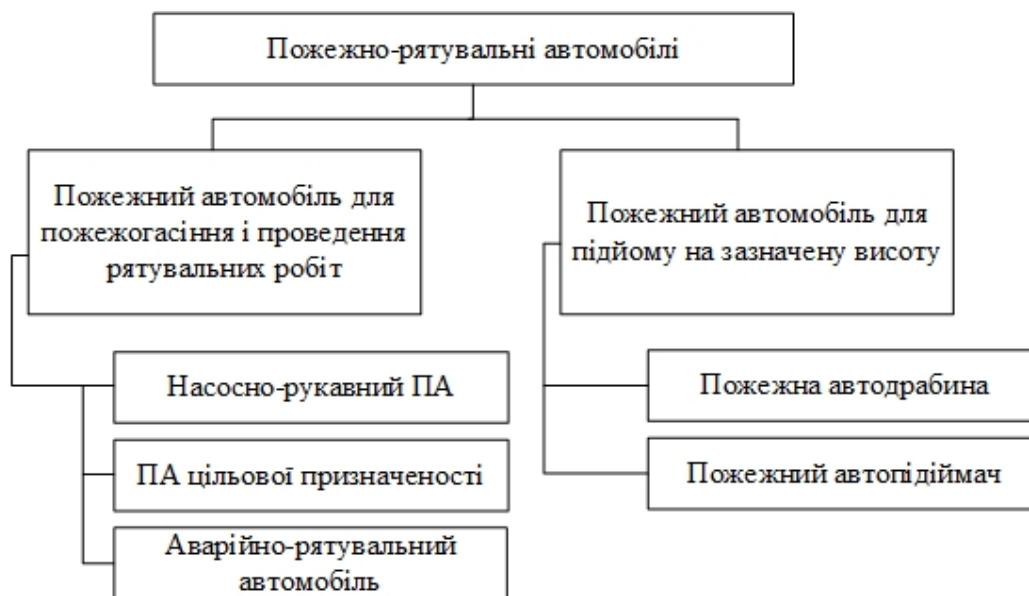 Пожежно-рятувальні автомобілі
Пожежний автомобіль для
пожежогасіння і проведення
рятувальних робіт
Пожежний автомобіль для
підйому на зазначену висоту
Насосно-рукавний ПА
ПА цільової призначеності
Аварійно-рятувальний
автомобіль
Пожежна автодрабина
Пожежний автопідіймач